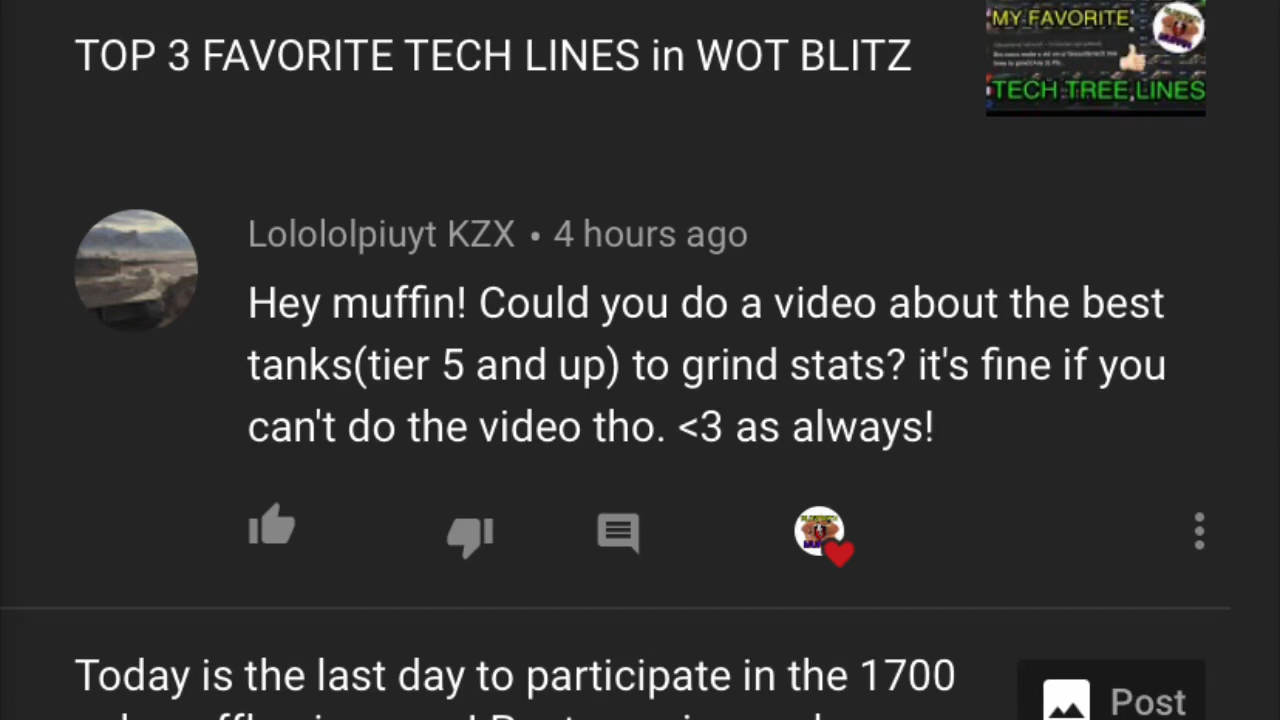 TOP 3 FAVORITE TECH LINES in WOT BLITZ
MY FAVORITE
TECH TREE LINES
Lolololpiuyt KZX • 4 hours ago
Hey muffin! Could you do a video about the best
tanks(tier 5 and up) to grind stats? it's fine if you
can't do the video tho. <3 as always!
Today is the last day to participate in the 1700
Post